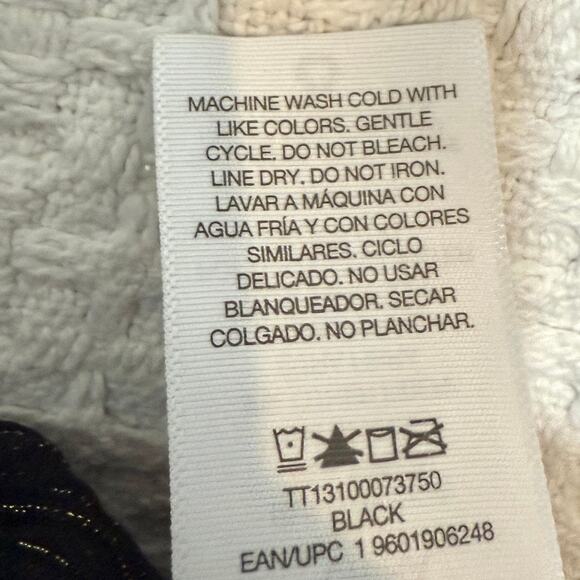 MACHINE WASH COLD WITH
LIKE COLORS. GENTLE
CYCLE. DO NOT BLEACH.
LINE DRY. DO NOT IRON.
LAVAR A MÁQUINA CON
AGUA FRÍA Y CON COLORES
SIMILARES. CICLO
DELICADO. NO USAR
BLANQUEADOR. SECAR
COLGADO. NO PLANCHAR.
TT13100073750
BLACK
EAN/UPC 1 9601906248